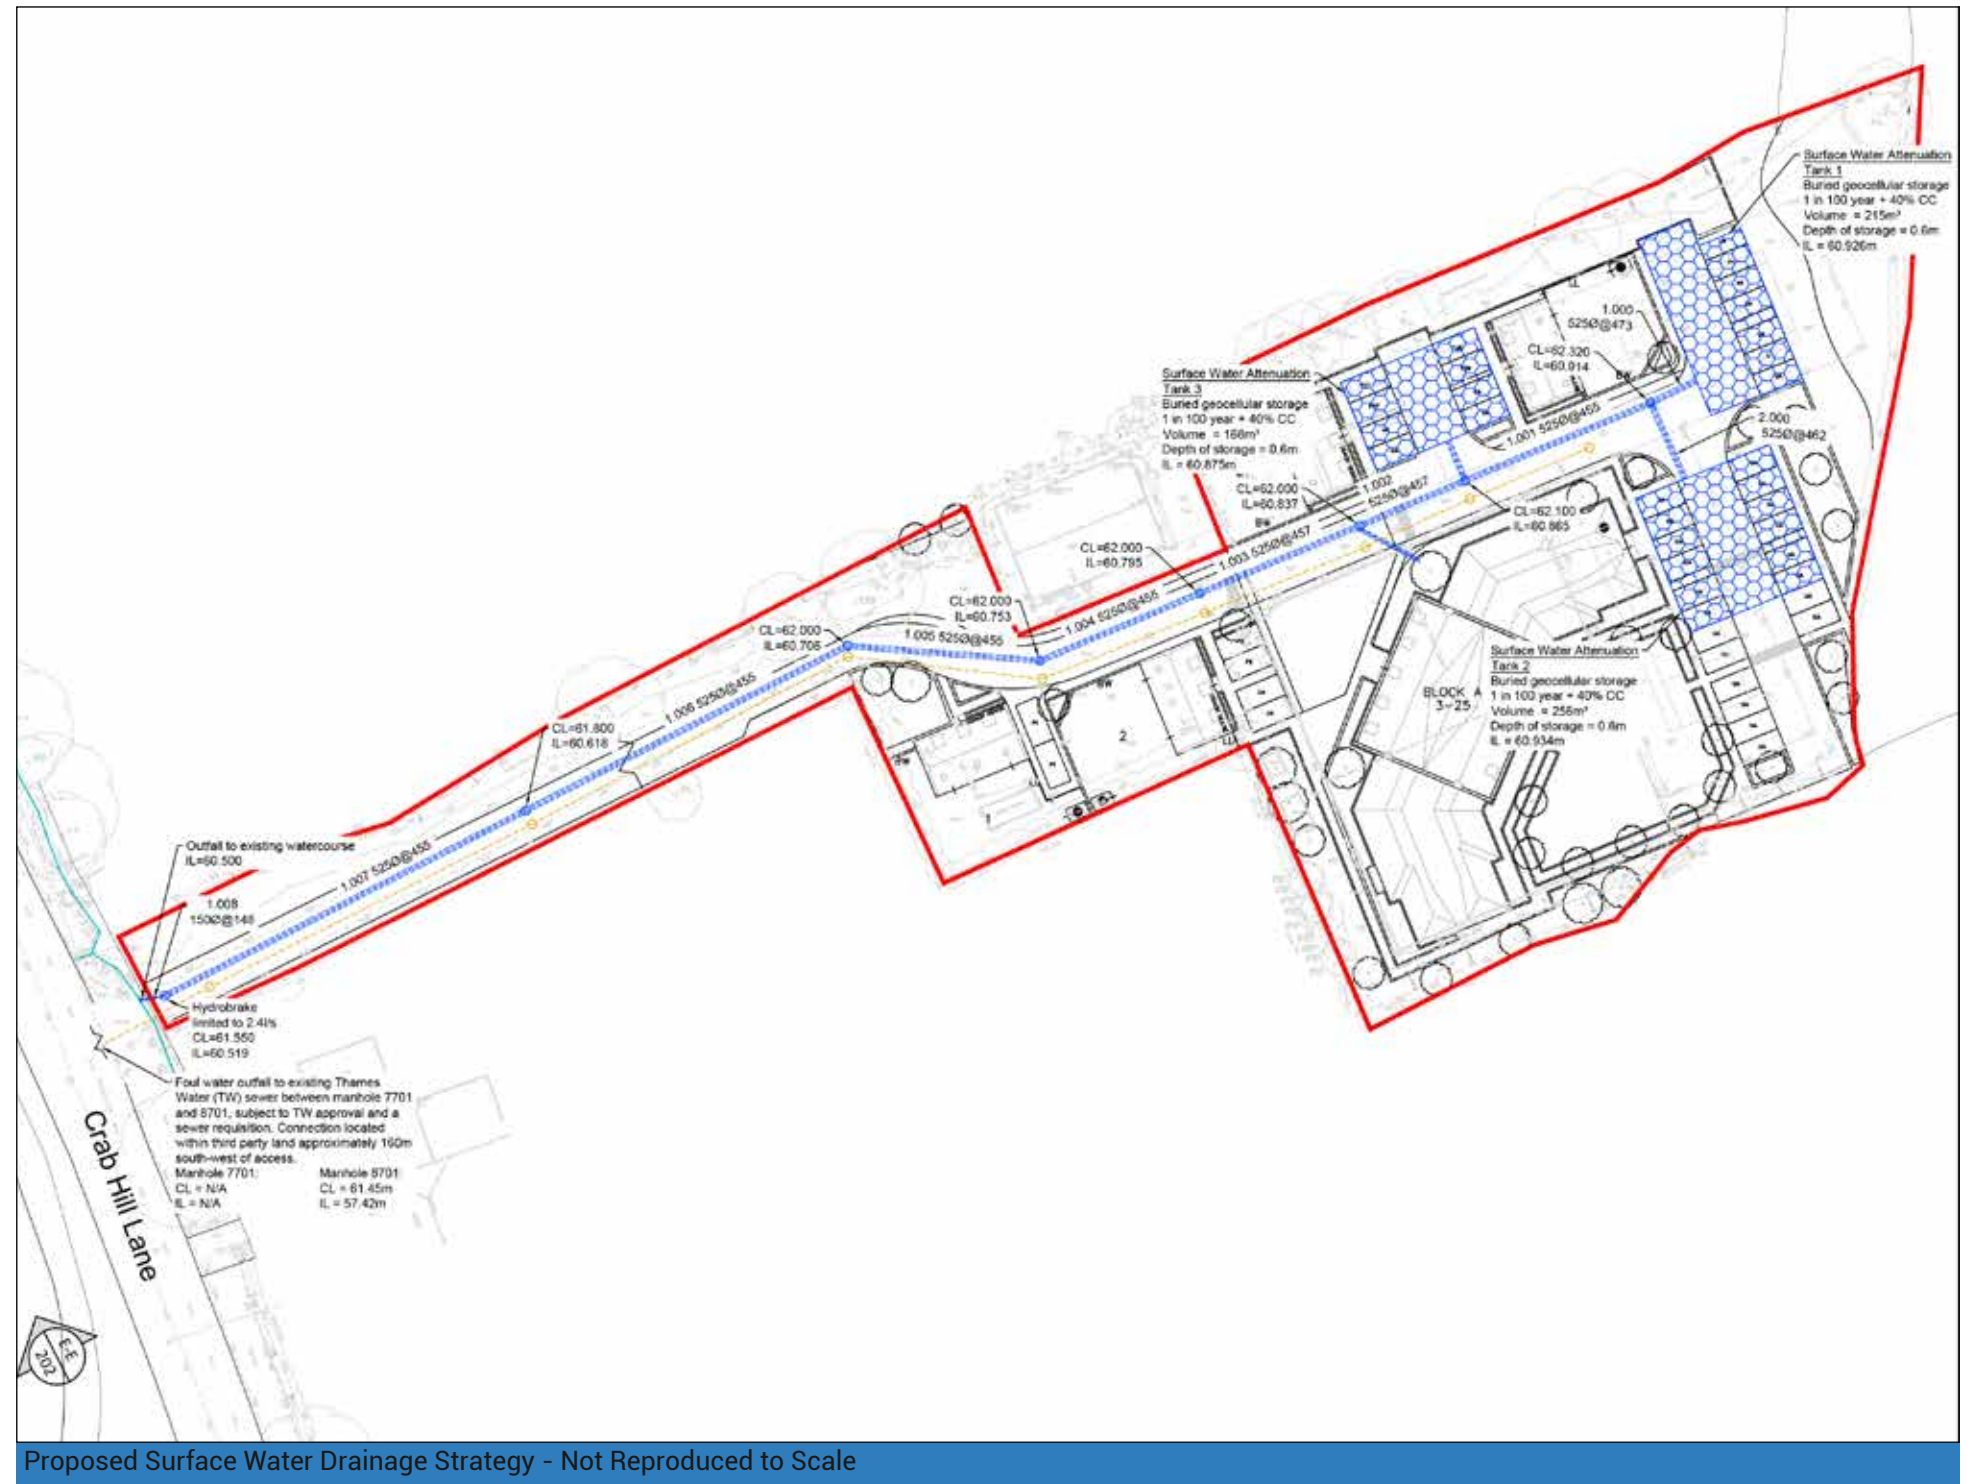 Surface Water Attenuation
Tank 1
Buried geocellular storage
1 in 100 year + 40% CC
Volume = 215m³
Depth of storage = 0.6m
IL = 60.926m
1.000
525Ø@473
CL=62.320
IL=60.914
Surface Water Attenuation
Tank 3
Buried geocellular storage
1 in 100 year + 40% CC
Volume = 166m³
Depth of storage = 0.6m
IL = 60.875m
1.001 525Ø@455
2.000
525Ø@462
CL=62.000
IL=60.837
1.002
525Ø@457
CL=62.100
IL=60.865
CL=62.000
IL=60.795
1.003 525Ø@457
CL=62.000
IL=60.753
1.004 525Ø@455
CL=62.000
IL=60.706
1.005 525Ø@455
Surface Water Attenuation
Tank 2
Buried geocellular storage
1 in 100 year + 40% CC
Volume = 256m³
Depth of storage = 0.6m
IL = 60.934m
BLOCK A
3-25
BW
LL
2
1
1.006 525Ø@455
CL=61.800
IL=60.618
Outfall to existing watercourse
IL=60.500
1.007 525Ø@455
1.008
150Ø@148
Hydrobrake
limited to 2.4l/s
CL=61.550
IL=60.519
Foul water outfall to existing Thames
Water (TW) sewer between manhole 7701
and 8701, subject to TW approval and a
sewer requisition. Connection located
within third party land approximately 160m
south-west of access.
Manhole 7701: Manhole 8701
CL = N/A CL = 61.45m
IL = N/A IL = 57.42m
Crab Hill Lane
E-E
202
Proposed Surface Water Drainage Strategy - Not Reproduced to Scale